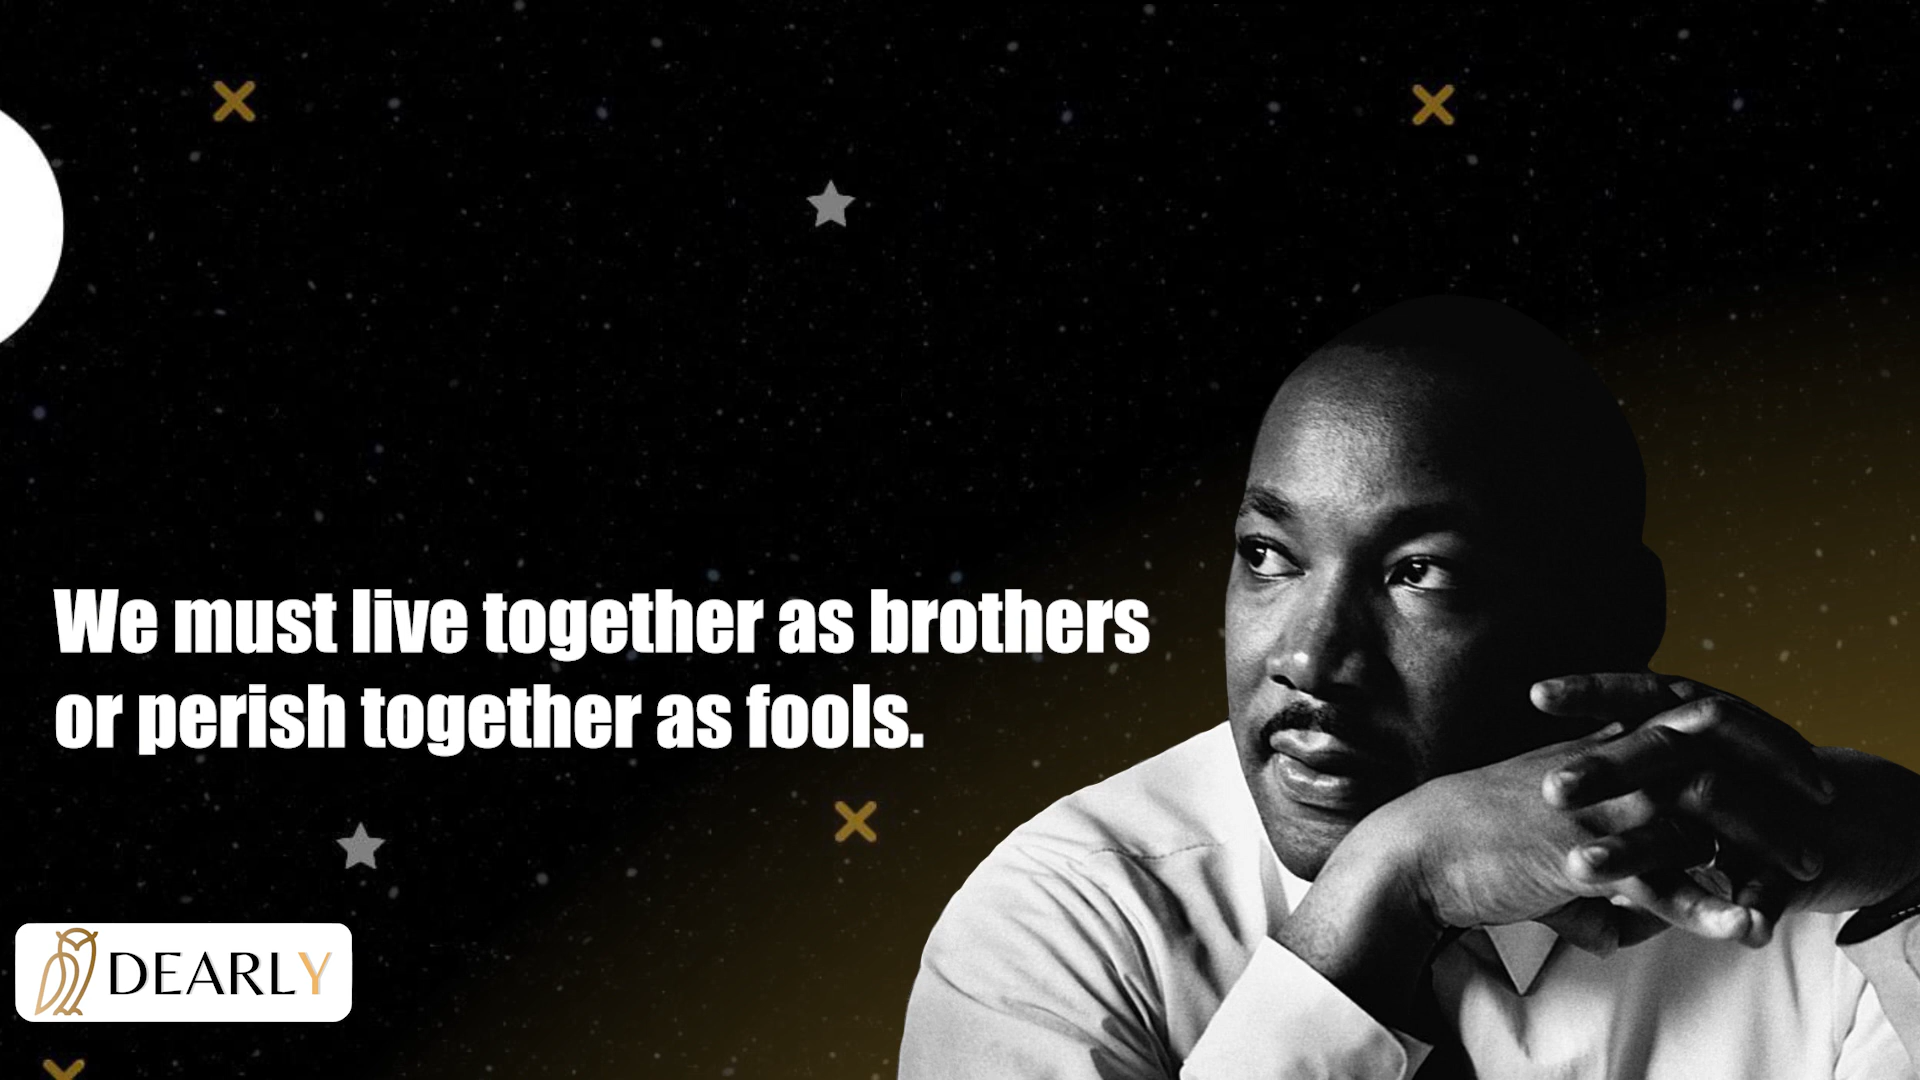 We must live together as brothers
or perish together as fools.
DEARLY